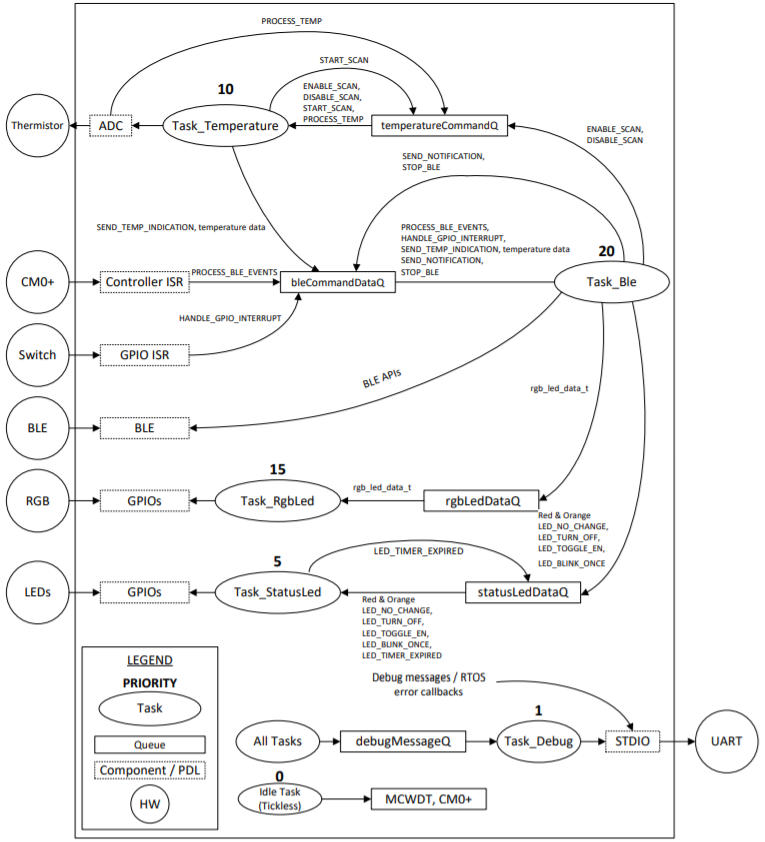 PROCESS_TEMP
START_SCAN
10
ENABLE_SCAN,
DISABLE_SCAN,
START_SCAN,
PROCESS_TEMP
Thermistor
ADC
Task_Temperature
temperatureCommandQ
ENABLE_SCAN,
DISABLE_SCAN
SEND_NOTIFICATION,
STOP_BLE
SEND_TEMP_INDICATION, temperature data
PROCESS_BLE_EVENTS,
HANDLE_GPIO_INTERRUPT,
SEND_TEMP_INDICATION, temperature data
SEND_NOTIFICATION,
STOP_BLE
20
CM0+
Controller ISR
PROCESS_BLE_EVENTS
bleCommandDataQ
Task_Ble
HANDLE_GPIO_INTERRUPT
Switch
GPIO ISR
BLE APIs
rgb_led_data_t
BLE
BLE
15
RGB
GPIOs
Task_RgbLed
rgb_led_data_t
rgbLedDataQ
Red & Orange
LED_NO_CHANGE,
LED_TURN_OFF,
LED_TOGGLE_EN,
LED_BLINK_ONCE
LED_TIMER_EXPIRED
5
LEDs
GPIOs
Task_StatusLed
statusLedDataQ
Red & Orange
LED_NO_CHANGE,
LED_TURN_OFF,
LED_TOGGLE_EN,
LED_BLINK_ONCE,
LED_TIMER_EXPIRED
LEGEND
PRIORITY
Task
Queue
Component / PDL
HW
Debug messages / RTOS
error callbacks
1
All Tasks
debugMessageQ
Task_Debug
STDIO
UART
0
Idle Task
(Tickless)
MCWDT, CM0+